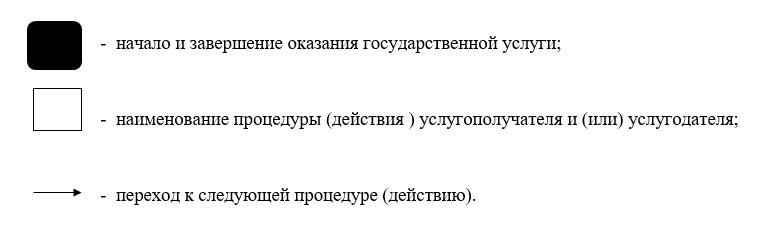 - начало и завершение оказания государственной услуги;
- наименование процедуры (действия ) услугополучателя и (или) услугодателя;
- переход к следующей процедуре (действию).